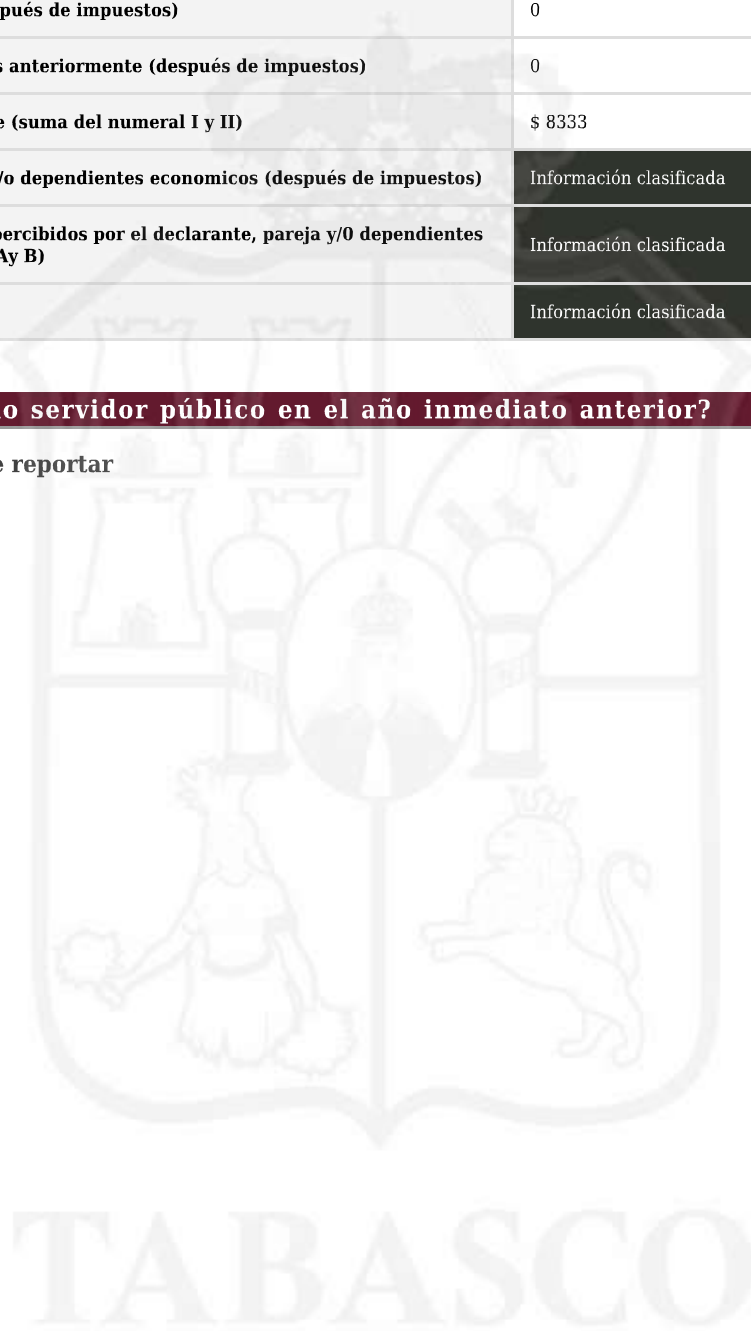 pués de impuestos)
0
s anteriormente (después de impuestos)
0
e (suma del numeral I y II)
$ 8333
/o dependientes economicos (después de impuestos)
Información clasificada
percibidos por el declarante, pareja y/0 dependientes
Ay B)
Información clasificada
Información clasificada
o servidor público en el año inmediato anterior?
e reportar
TABASCO